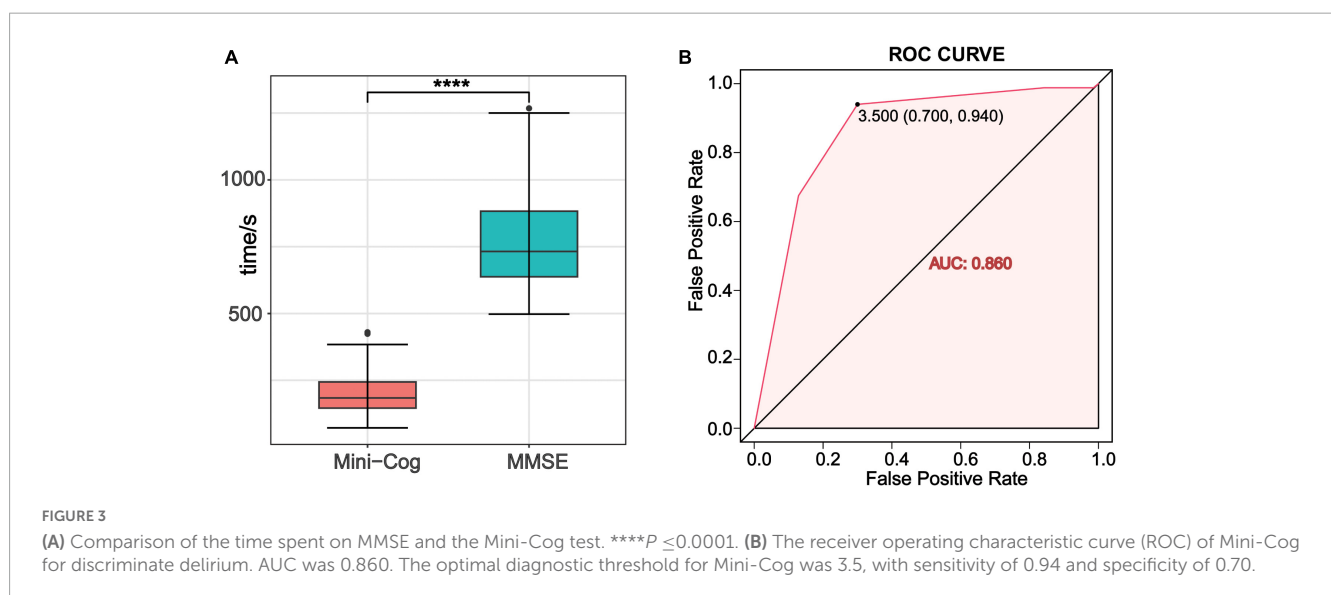 A
****
1000
500
time/s
Mini-Cog
MMSE
B
ROC CURVE
1.0
0.8
0.6
0.4
0.2
0.0
False Positive Rate
3.500 (0.700, 0.940)
AUC: 0.860
0.0 0.2 0.4 0.6 0.8 1.0
False Positive Rate
FIGURE 3
(A) Comparison of the time spent on MMSE and the Mini-Cog test. ****P ≤0.0001. (B) The receiver operating characteristic curve (ROC) of Mini-Cog
for discriminate delirium. AUC was 0.860. The optimal diagnostic threshold for Mini-Cog was 3.5, with sensitivity of 0.94 and specificity of 0.70.